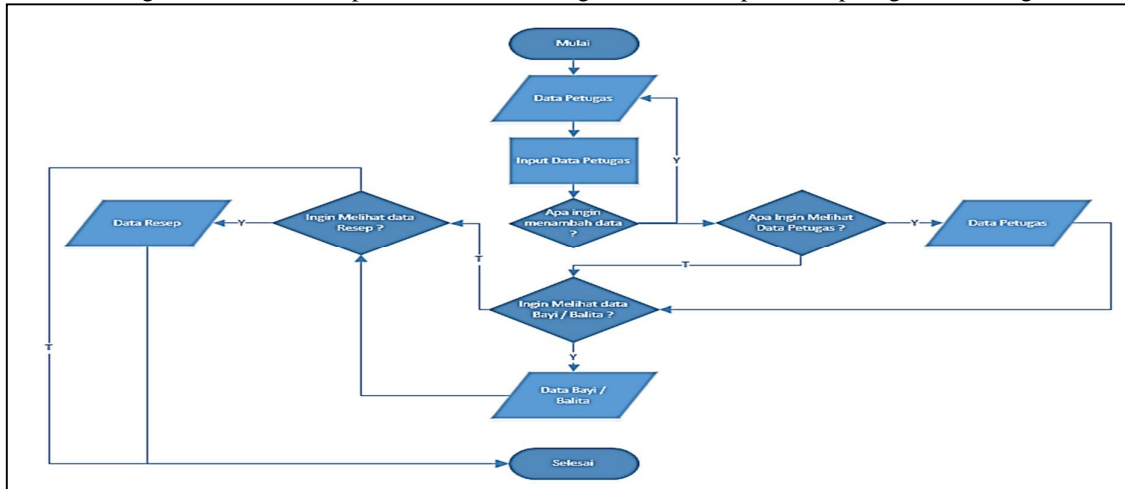 Mulai
Data Petugas
Input Data Petugas
Y
Apa ingin
menambah data
?
Apa Ingin Melihat
Data Petugas ?
Y
Data Petugas
Ingin Melihat data
Resep ?
Y
Data Resep
T
T
Ingin Melihat data
Bayi / Balita ?
Y
T
Data Bayi /
Balita
Selesai